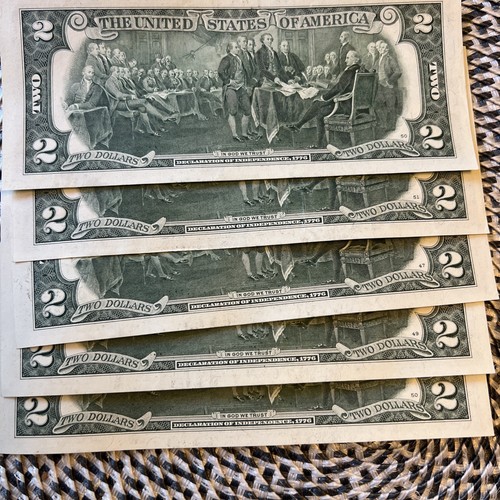 2 THE UNITED STATES OF AMERICA 2
TWO TWO
2 TWO DOLLARS IN GOD WE TRUST TWO DOLLARS 2
DECLARATION OF INDEPENDENCE, 1776
2 TWO DOLLARS IN GOD WE TRUST TWO DOLLARS 2
DECLARATION OF INDEPENDENCE, 1776
47
2 TWO DOLLARS IN GOD WE TRUST TWO DOLLARS 2
DECLARATION OF INDEPENDENCE, 1776
49
2 TWO DOLLARS IN GOD WE TRUST TWO DOLLARS 2
DECLARATION OF INDEPENDENCE, 1776
50
2 TWO DOLLARS IN GOD WE TRUST TWO DOLLARS 2
DECLARATION OF INDEPENDENCE, 1776